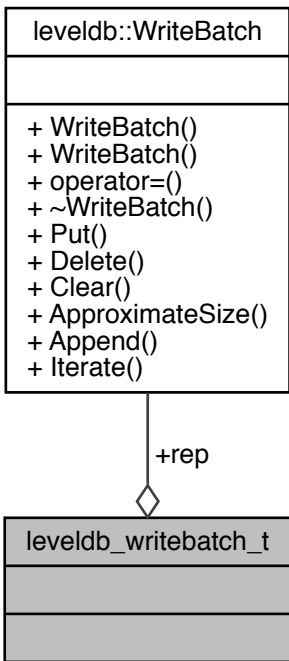 leveldb::WriteBatch
+ WriteBatch()
+ WriteBatch()
+ operator=()
+ ~WriteBatch()
+ Put()
+ Delete()
+ Clear()
+ ApproximateSize()
+ Append()
+ Iterate()
+rep
leveldb_writebatch_t